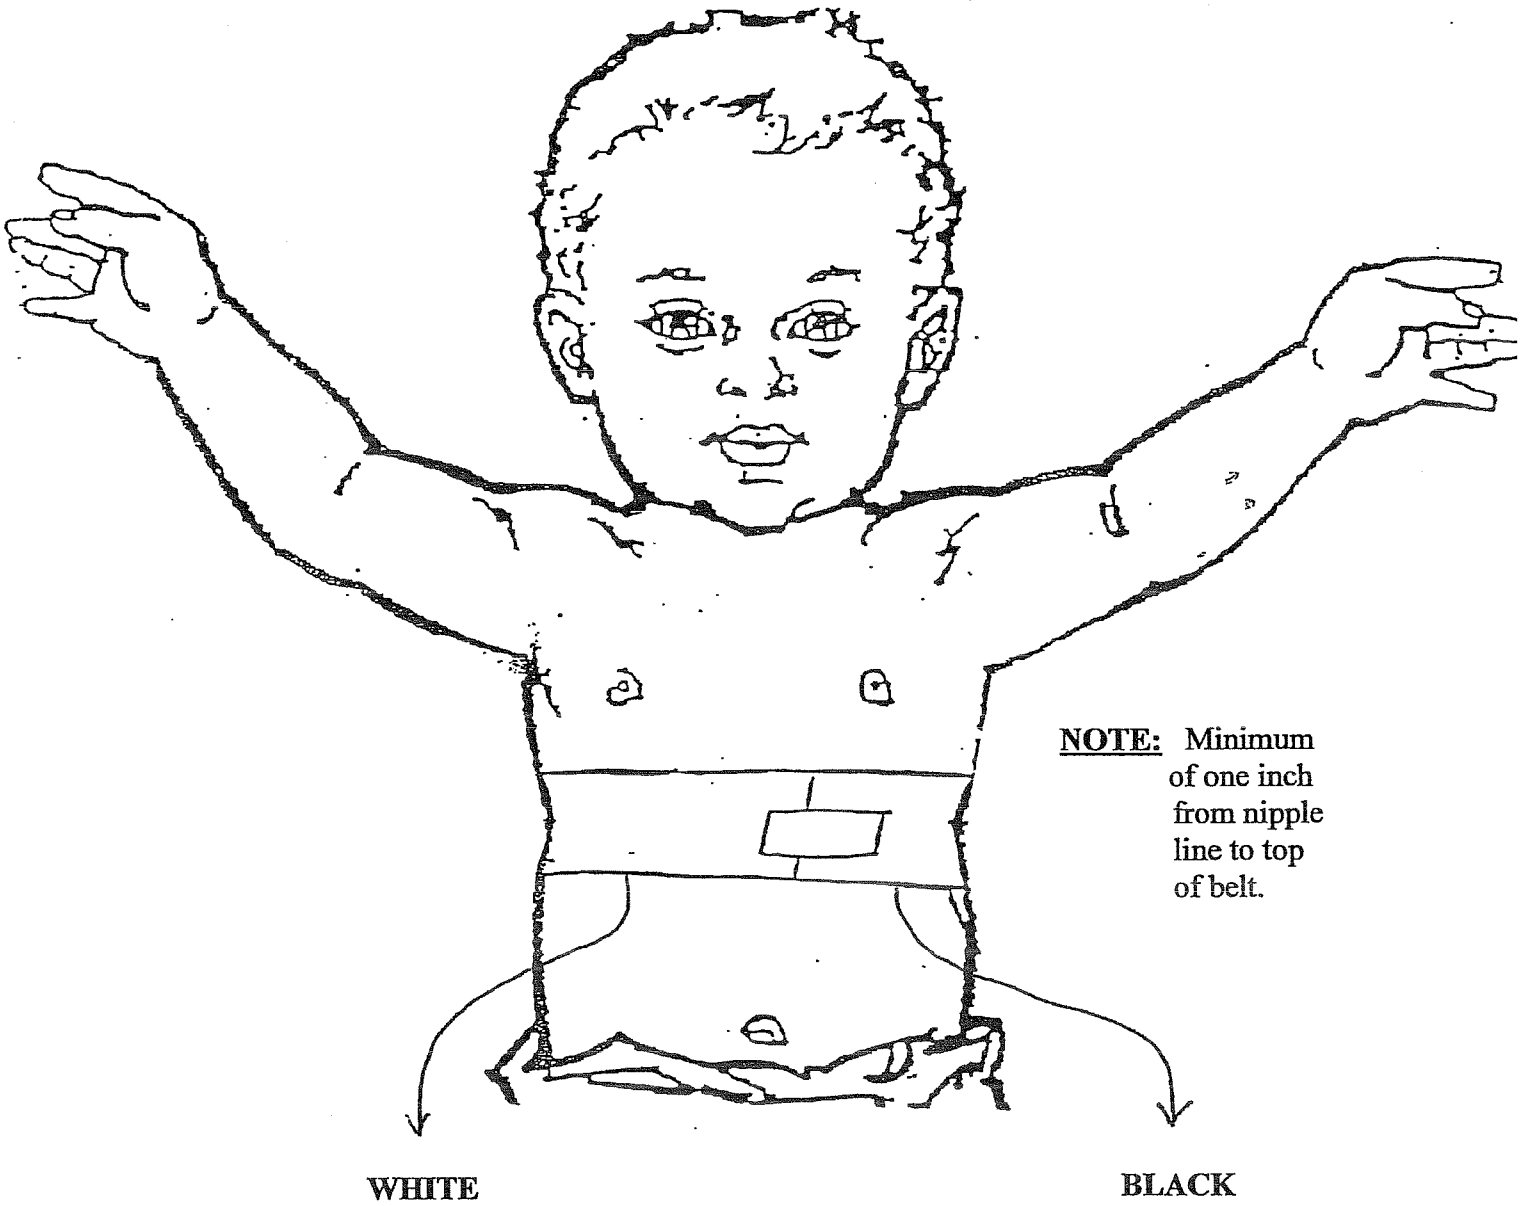 NOTE: Minimum
of one inch
from nipple
line to top
of belt.
WHITE
BLACK